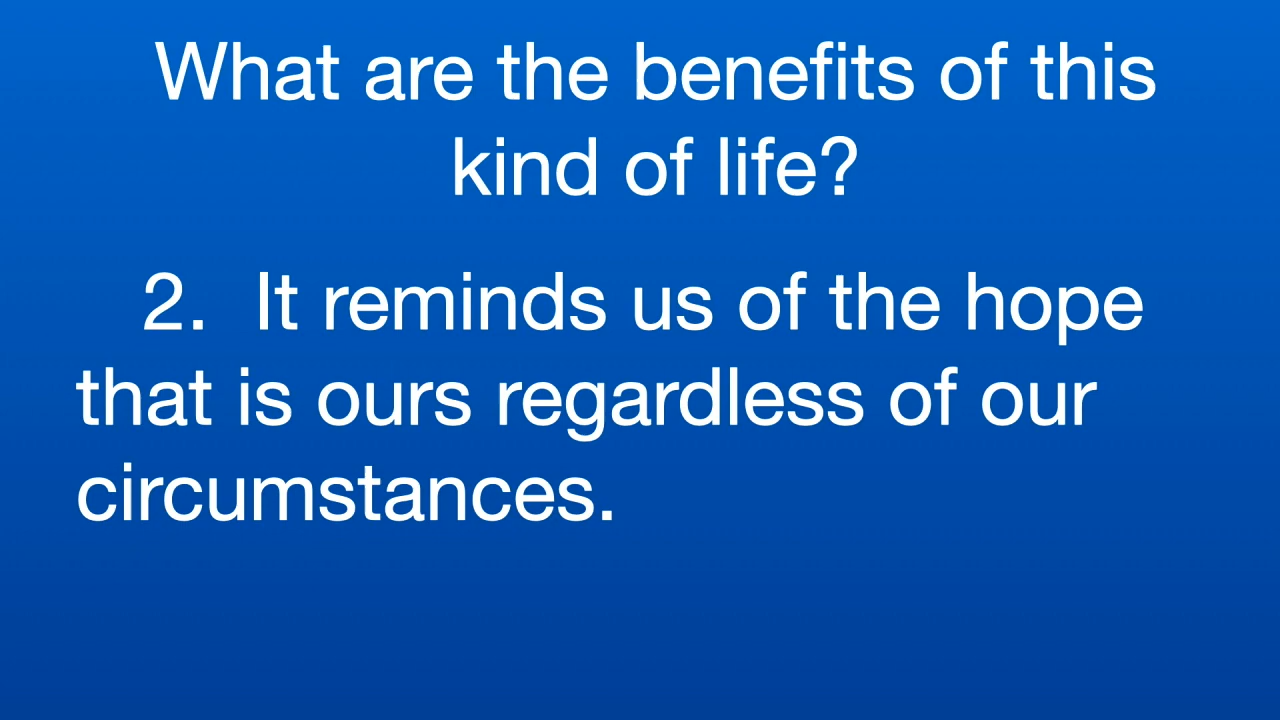 What are the benefits of this
kind of life?
2. It reminds us of the hope
that is ours regardless of our
circumstances.